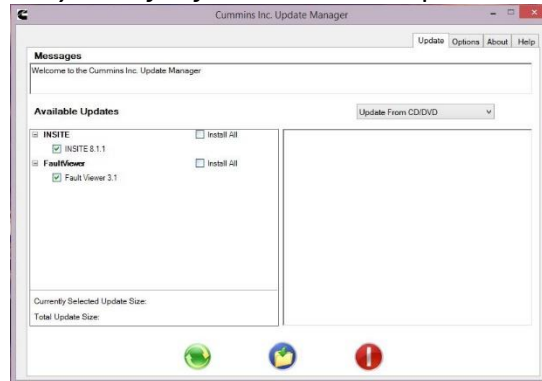 Cummins Inc. Update Manager
Update Options About Help
Messages
Welcome to the Cummins Inc. Update Manager
Available Updates
Update From CD/DVD
INSITE Install All
INSITE 8.1.1
FaultViewer Install All
Fault Viewer 3.1
Currently Selected Update Size:
Total Update Size: